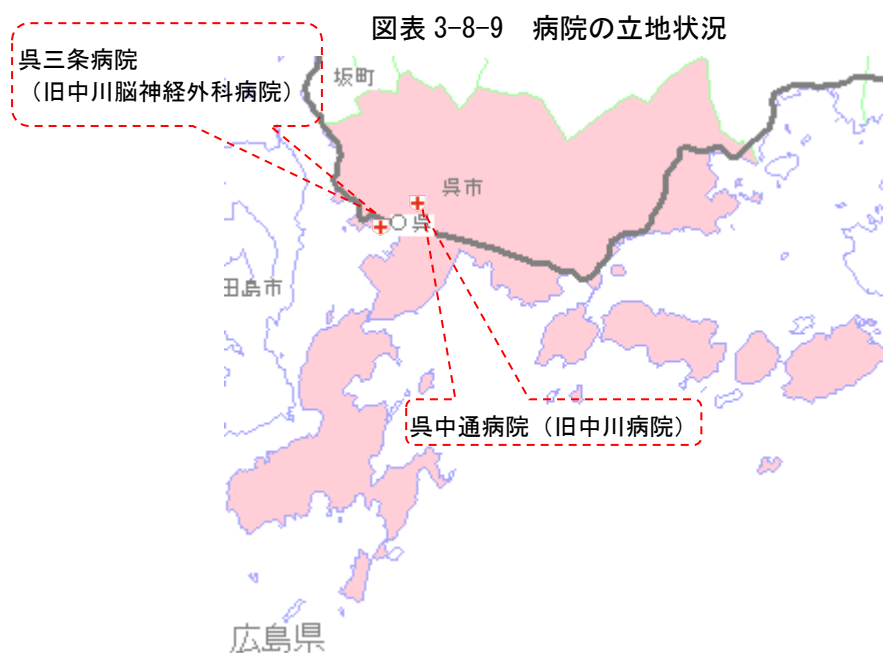 図表 3-8-9　病院の立地状況
呉三条病院
（旧中川脳神経外科病院）
坂町
呉市
呉
田島市
呉中通病院（旧中川病院）
広島県